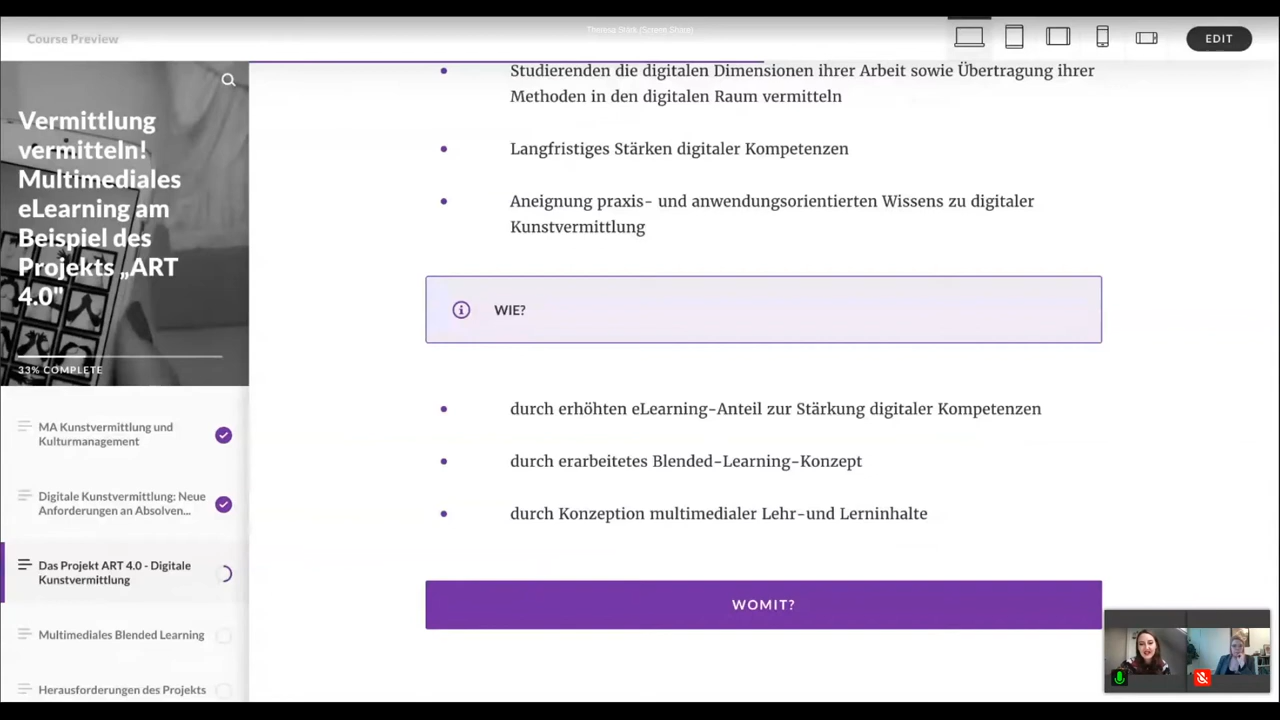 Course Preview
Theresa Stärk (Screen Share)
EDIT
Vermittlung
vermitteln!
Multimediales
eLearning am
Beispiel des
Projekts „ART
4.0"
33% COMPLETE
MA Kunstvermittlung und
Kulturmanagement
Digitale Kunstvermittlung: Neue
Anforderungen an Absolven...
Das Projekt ART 4.0 - Digitale
Kunstvermittlung
Multimediales Blended Learning
Herausforderungen des Projekts
Studierenden die digitalen Dimensionen ihrer Arbeit sowie Übertragung ihrer
Methoden in den digitalen Raum vermitteln
Langfristiges Stärken digitaler Kompetenzen
Aneignung praxis- und anwendungsorientierten Wissens zu digitaler
Kunstvermittlung
WIE?
durch erhöhten eLearning-Anteil zur Stärkung digitaler Kompetenzen
durch erarbeitetes Blended-Learning-Konzept
durch Konzeption multimedialer Lehr-und Lerninhalte
WOMIT?